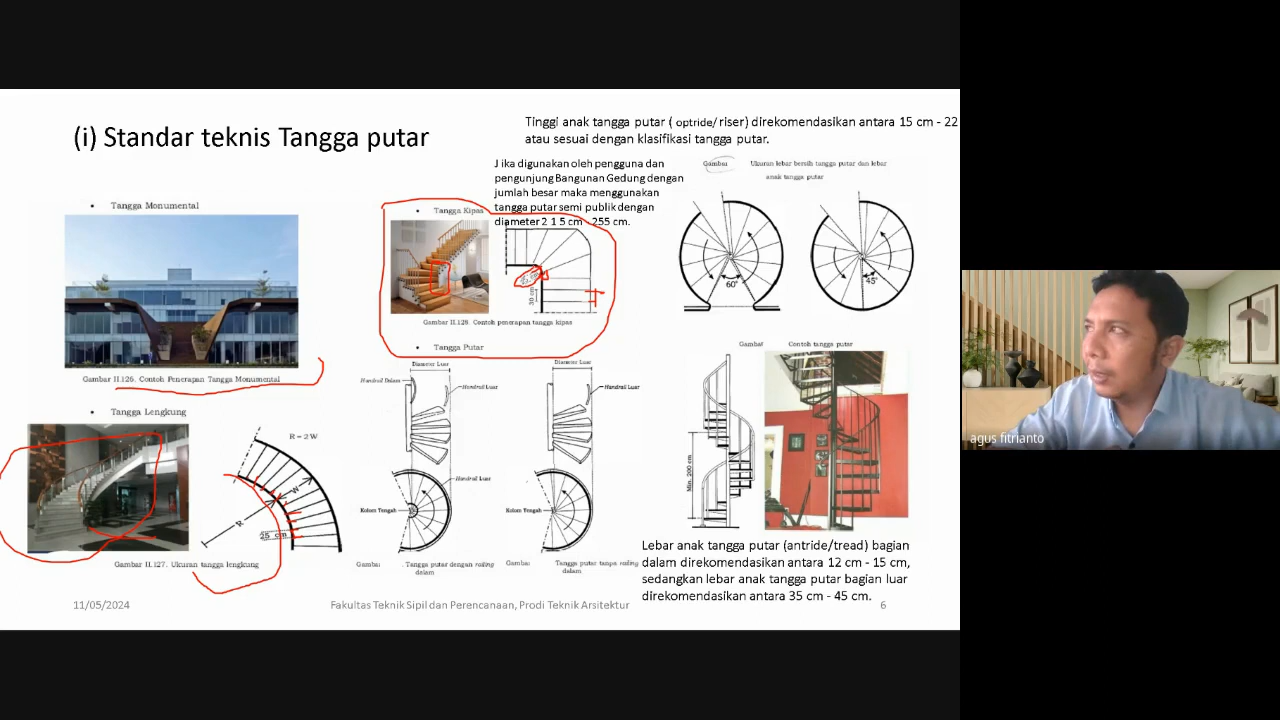 (i) Standar teknis Tangga putar
Tinggi anak tangga putar ( optride/ riser) direkomendasikan antara 15 cm - 22
atau sesuai dengan klasifikasi tangga putar.
Jika digunakan oleh pengguna dan
pengunjung Bangunan Gedung dengan
jumlah besar maka menggunakan
tangga putar semi publik dengan
diameter 2 1 5 cm - 255 cm.
Gambar Ukuran lebar bersih tangga putar dan lebar
anak tangga putar
60°
45°
• Tangga Monumental
Gambar II.126. Contoh Penerapan Tangga Monumental
• Tangga Kipas
30 cm
Gambar II.128. Contoh penerapan tangga kipas
• Tangga Lengkung
R = 2W
W
R
25 cm
Gambar II.127. Ukuran tangga lengkung
• Tangga Putar
Diameter Luar
Handrail Dalam
Handrail Luar
Handrail Luar
Kolom Tengah
Gambar . Tangga putar dengan railing
dalam
Diameter Luar
Handrail Luar
Kolom Tengah
Gambar Tangga putar tanpa railing
dalam
Gambar Contoh tangga putar
Min. 200 cm
Lebar anak tangga putar (antride/tread) bagian
dalam direkomendasikan antara 12 cm - 15 cm,
sedangkan lebar anak tangga putar bagian luar
direkomendasikan antara 35 cm - 45 cm.
11/05/2024
Fakultas Teknik Sipil dan Perencanaan, Prodi Teknik Arsitektur
6
agus fitrianto